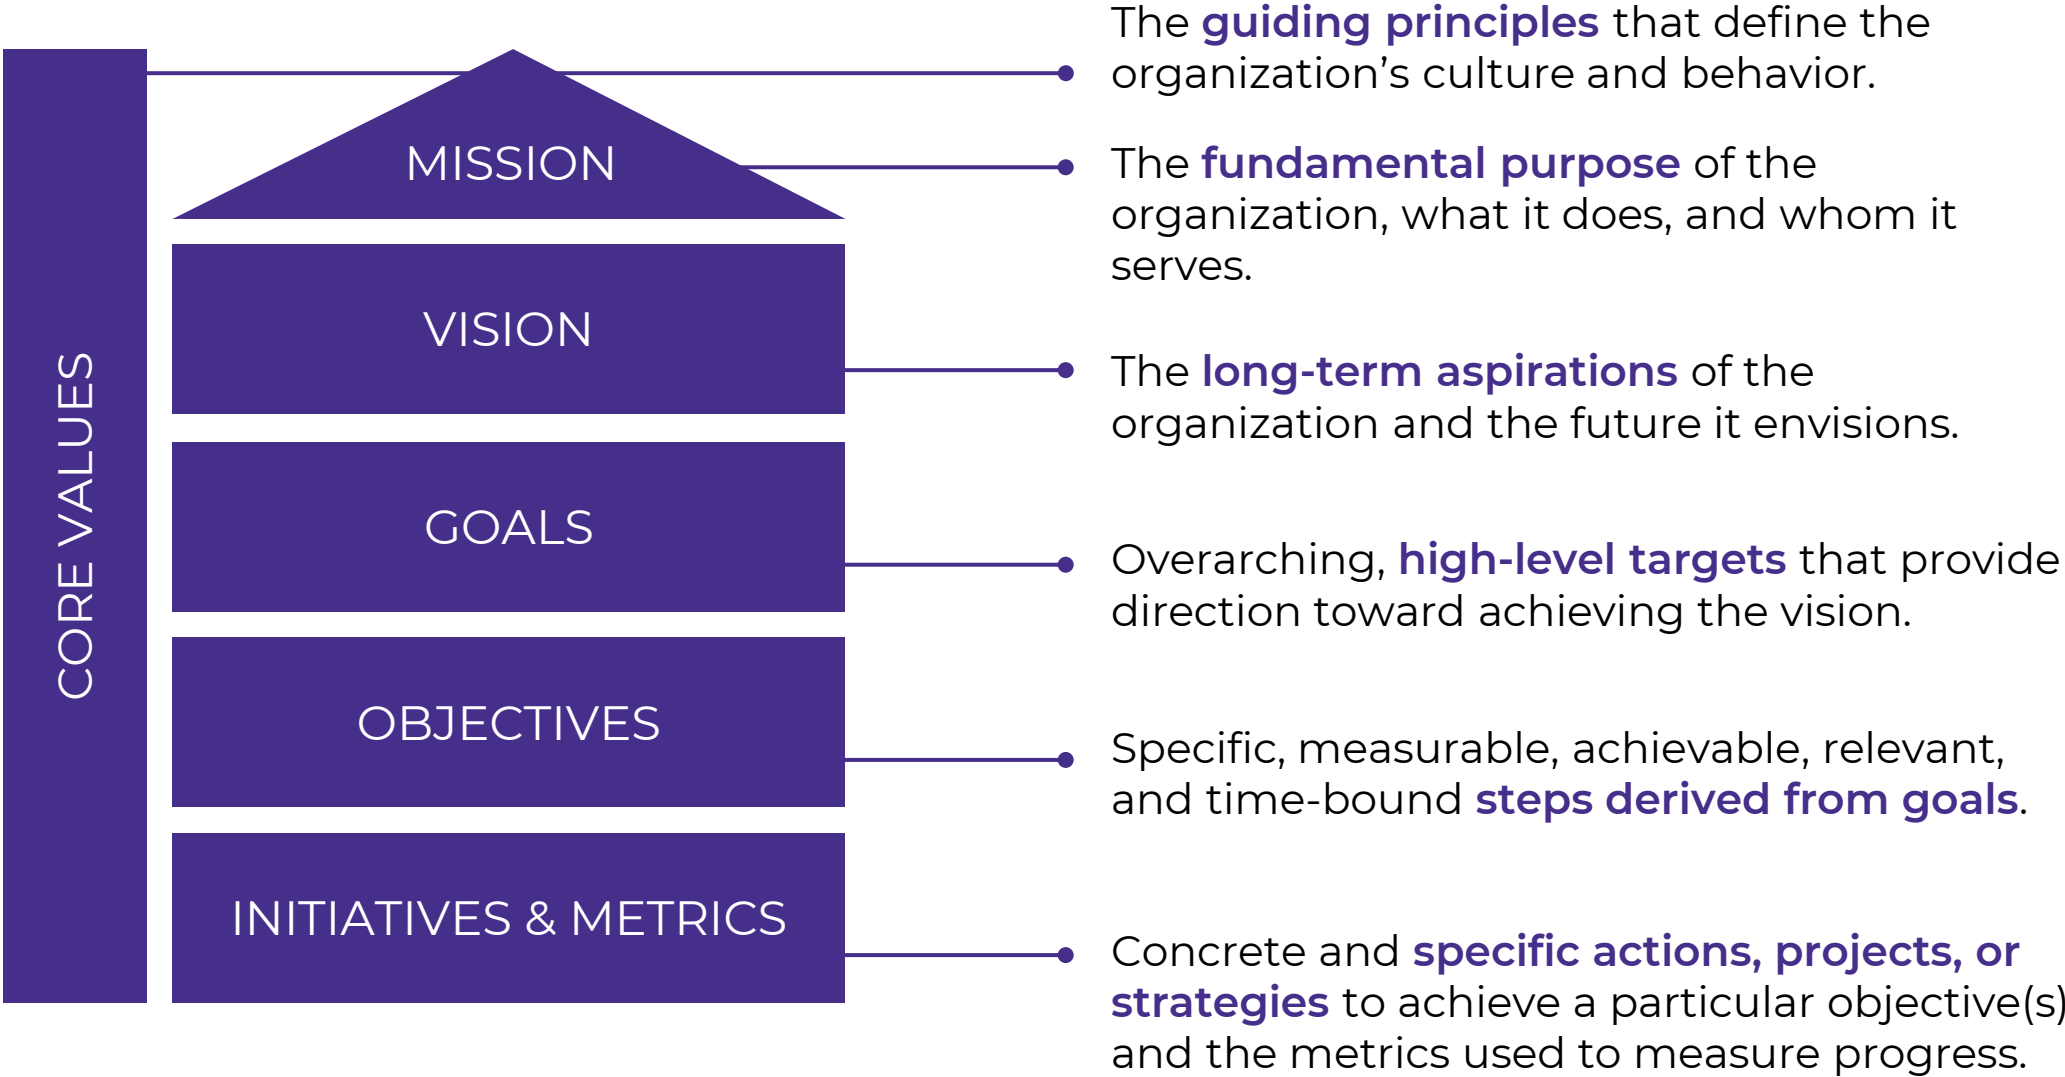 CORE VALUES
MISSION
VISION
GOALS
OBJECTIVES
INITIATIVES & METRICS
The guiding principles that define the
organization’s culture and behavior.
The fundamental purpose of the
organization, what it does, and whom it
serves.
The long-term aspirations of the
organization and the future it envisions.
Overarching, high-level targets that provide
direction toward achieving the vision.
Specific, measurable, achievable, relevant,
and time-bound steps derived from goals.
Concrete and specific actions, projects, or
strategies to achieve a particular objective(s)
and the metrics used to measure progress.